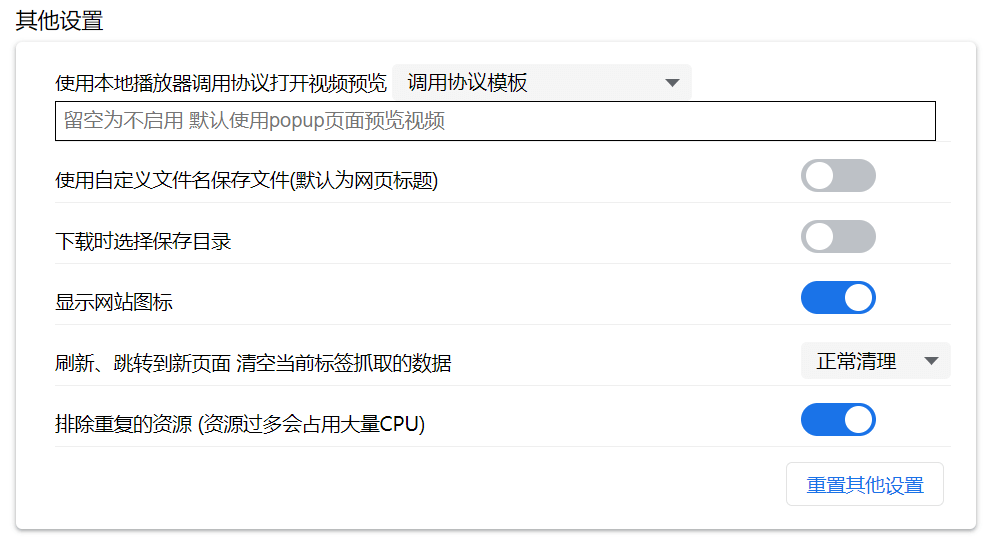 其他设置
使用本地播放器调用协议打开视频预览 调用协议模板
留空为不启用 默认使用popup页面预览视频
使用自定义文件名保存文件(默认为网页标题)
下载时选择保存目录
显示网站图标
刷新、跳转到新页面 清空当前标签抓取的数据 正常清理
排除重复的资源 (资源过多会占用大量CPU)
重置其他设置